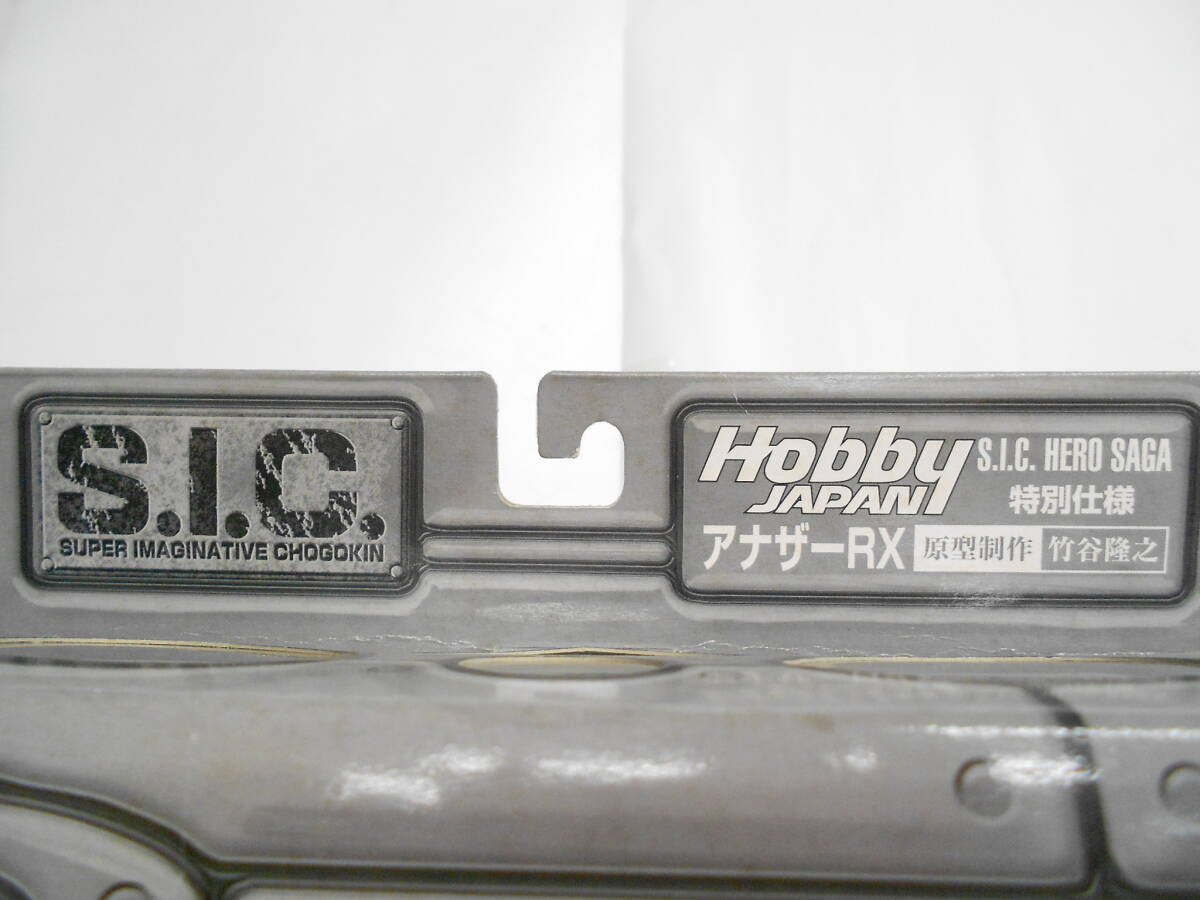 S.I.C.
SUPER IMAGINATIVE CHOGOKIN
Hobby JAPAN
S.I.C. HERO SAGA
特別仕様
アナザーRX 原型制作 竹谷隆之